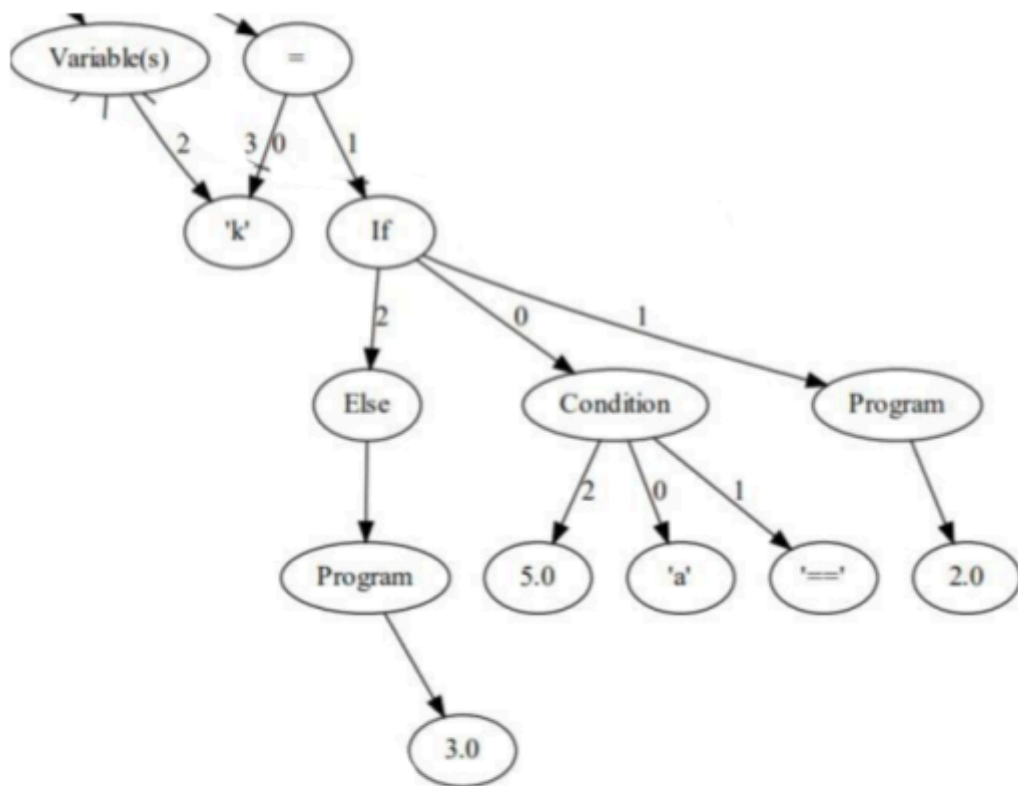 Variable(s) =
2 3 0 1
'k' If
2 0 1
Else Condition Program
2 0 1
Program 5.0 'a' '==' 2.0
3.0